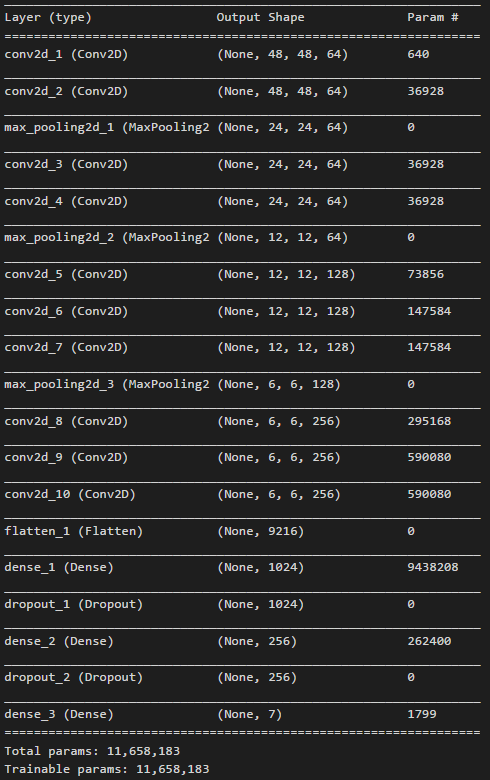 Layer (type) Output Shape Param #
=================================================================
conv2d_1 (Conv2D) (None, 48, 48, 64) 640
conv2d_2 (Conv2D) (None, 48, 48, 64) 36928
max_pooling2d_1 (MaxPooling2 (None, 24, 24, 64) 0
conv2d_3 (Conv2D) (None, 24, 24, 64) 36928
conv2d_4 (Conv2D) (None, 24, 24, 64) 36928
max_pooling2d_2 (MaxPooling2 (None, 12, 12, 64) 0
conv2d_5 (Conv2D) (None, 12, 12, 128) 73856
conv2d_6 (Conv2D) (None, 12, 12, 128) 147584
conv2d_7 (Conv2D) (None, 12, 12, 128) 147584
max_pooling2d_3 (MaxPooling2 (None, 6, 6, 128) 0
conv2d_8 (Conv2D) (None, 6, 6, 256) 295168
conv2d_9 (Conv2D) (None, 6, 6, 256) 590080
conv2d_10 (Conv2D) (None, 6, 6, 256) 590080
flatten_1 (Flatten) (None, 9216) 0
dense_1 (Dense) (None, 1024) 9438208
dropout_1 (Dropout) (None, 1024) 0
dense_2 (Dense) (None, 256) 262400
dropout_2 (Dropout) (None, 256) 0
dense_3 (Dense) (None, 7) 1799
=================================================================
Total params: 11,658,183
Trainable params: 11,658,183